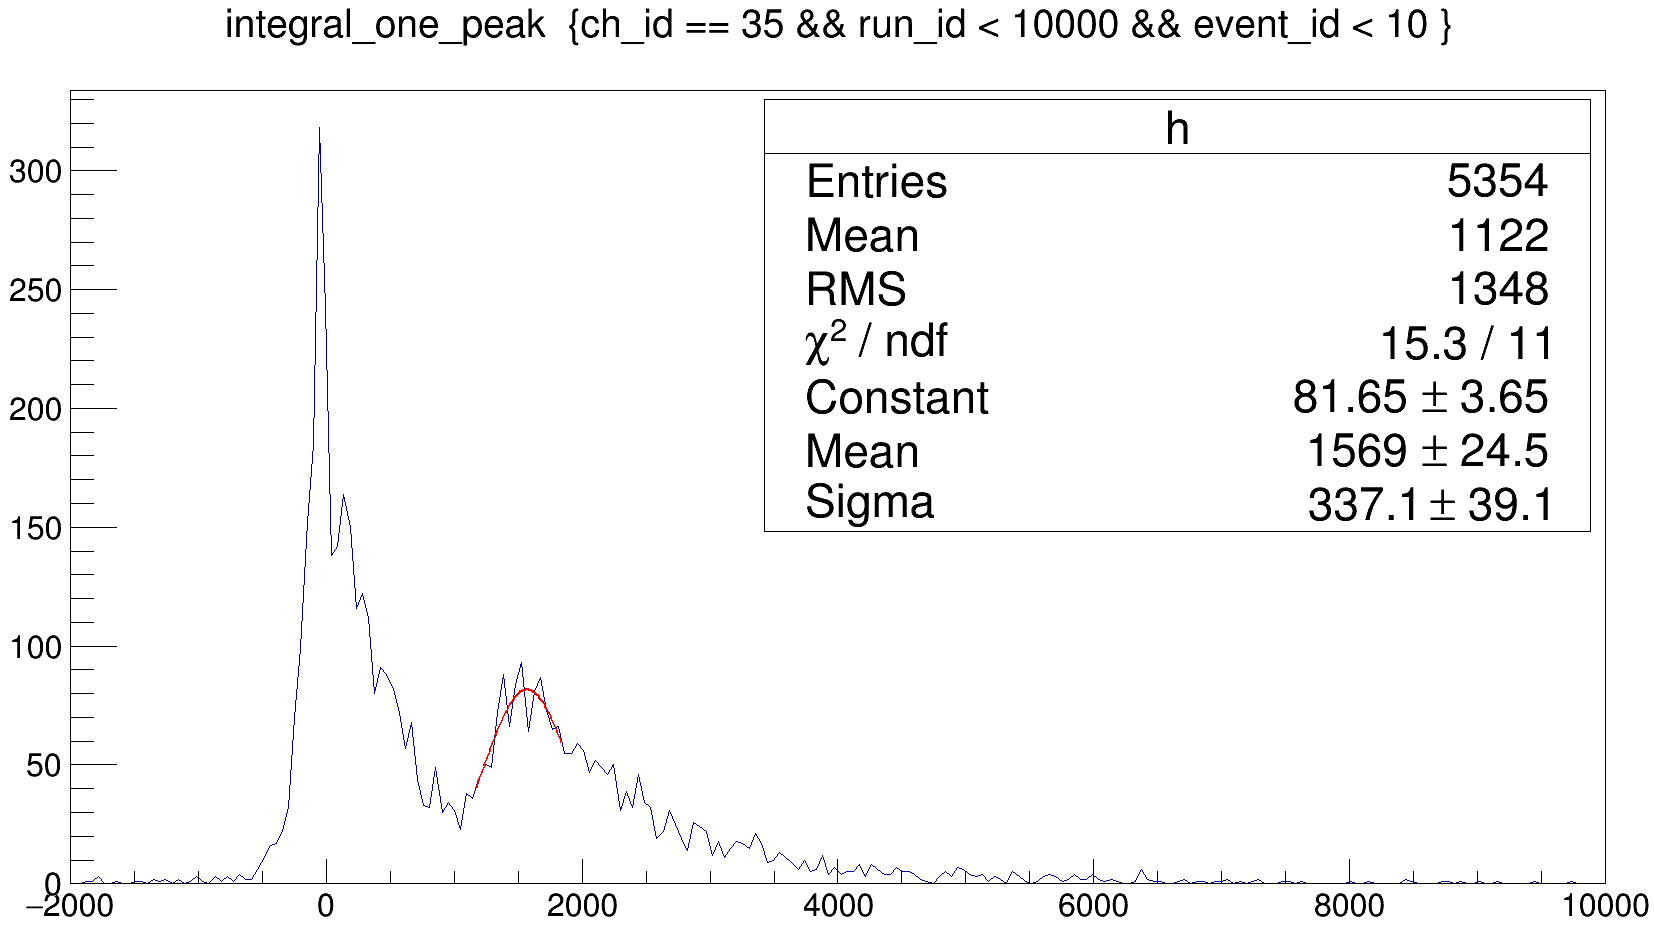 integral_one_peak {ch_id == 35 && run_id < 10000 && event_id < 10 }
h
Entries 5354
Mean 1122
RMS 1348
χ² / ndf 15.3 / 11
Constant 81.65 ± 3.65
Mean 1569 ± 24.5
Sigma 337.1 ± 39.1
300
250
200
150
100
50
0
−2000 0 2000 4000 6000 8000 10000